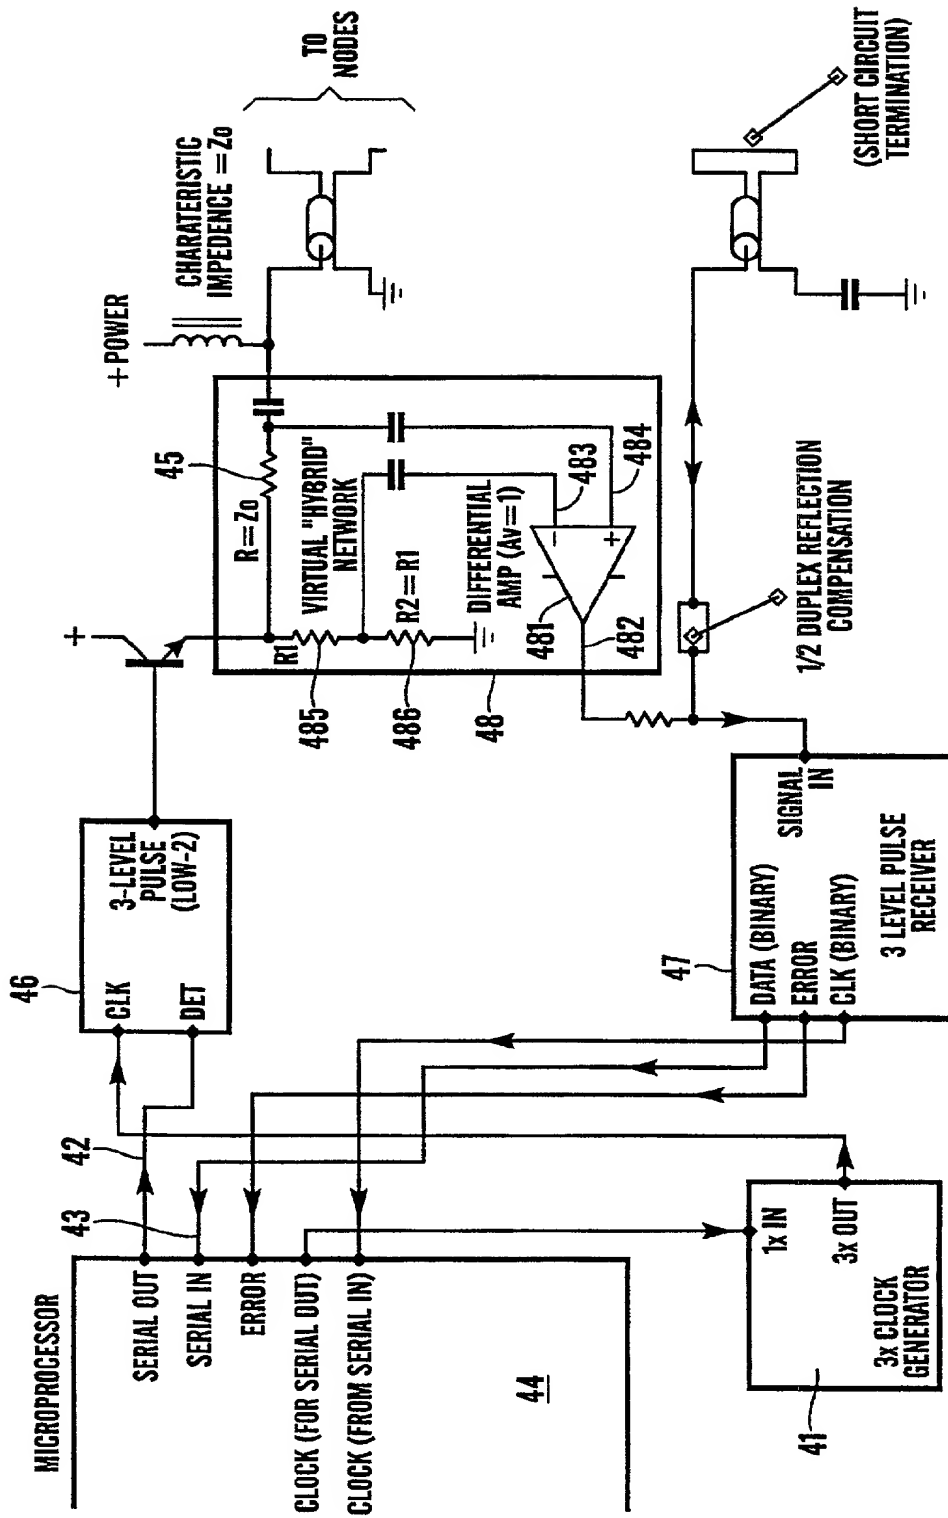 MICROPROCESSOR
SERIAL OUT
SERIAL IN
ERROR
CLOCK (FOR SERIAL OUT)
CLOCK (FROM SERIAL IN)
44
43
42
46
CLK
DET
3-LEVEL
PULSE
(LOW-2)
+
+POWER
CHARATERISTIC
IMPEDENCE = Zo
TO
NODES
45
R=Zo
VIRTUAL "HYBRID"
NETWORK
R1
R2=R1
485
486
48
DIFFERENTIAL
AMP (Av=1)
-
+
483
484
481
482
1/2 DUPLEX REFLECTION
COMPENSATION
(SHORT CIRCUIT
TERMINATION)
47
DATA (BINARY)
ERROR
CLK (BINARY)
SIGNAL
IN
3 LEVEL PULSE
RECEIVER
1x IN
3x OUT
3x CLOCK
GENERATOR
41